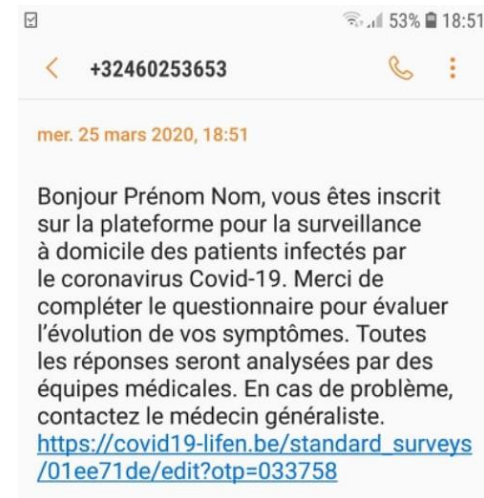 53% 18:51
+32460253653
mer. 25 mars 2020, 18:51
Bonjour Prénom Nom, vous êtes inscrit
sur la plateforme pour la surveillance
à domicile des patients infectés par
le coronavirus Covid-19. Merci de
compléter le questionnaire pour évaluer
l'évolution de vos symptômes. Toutes
les réponses seront analysées par des
équipes médicales. En cas de problème,
contactez le médecin généraliste.
https://covid19-lifen.be/standard_surveys
/01ee71de/edit?otp=033758